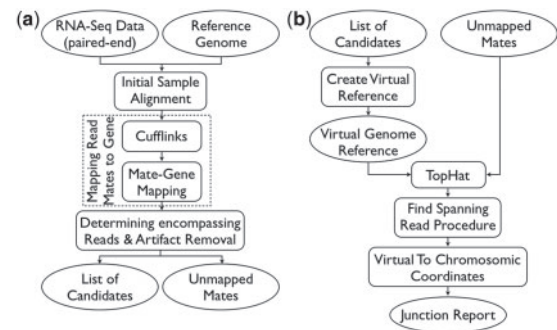 (a)
RNA-Seq Data
(paired-end)
Reference
Genome
Initial Sample
Alignment
Mapping Read
Mates to Gene
Cufflinks
Mate-Gene
Mapping
Determining encompassing
Reads & Artifact Removal
List of
Candidates
Unmapped
Mates
(b)
List of
Candidates
Unmapped
Mates
Create Virtual
Reference
Virtual Genome
Reference
TopHat
Find Spanning
Read Procedure
Virtual To Chromosomic
Coordinates
Junction Report